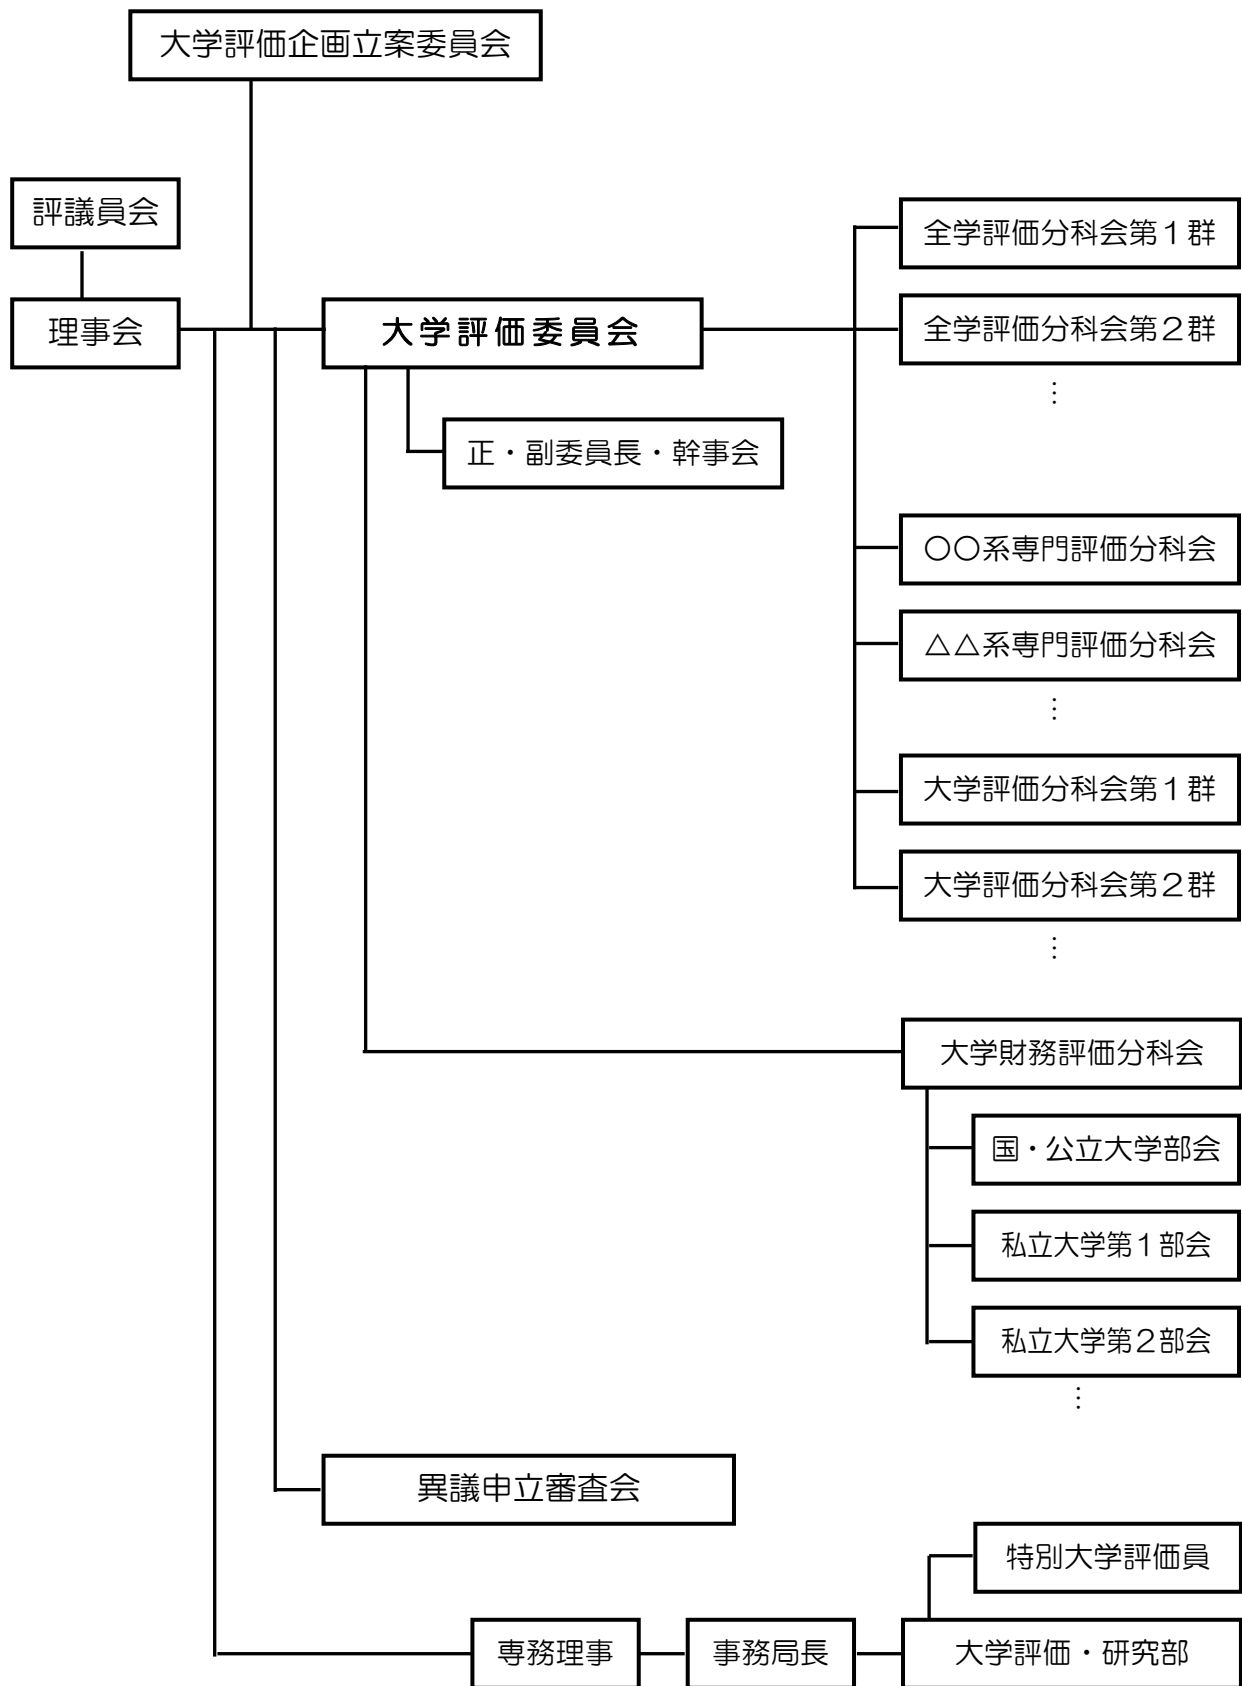 大学評価企画立案委員会
評議員会
理事会
大学評価委員会
正・副委員長・幹事会
全学評価分科会第１群
全学評価分科会第２群
⋮
○○系専門評価分科会
△△系専門評価分科会
⋮
大学評価分科会第１群
大学評価分科会第２群
⋮
大学財務評価分科会
国・公立大学部会
私立大学第１部会
私立大学第２部会
⋮
異議申立審査会
特別大学評価員
専務理事
事務局長
大学評価・研究部